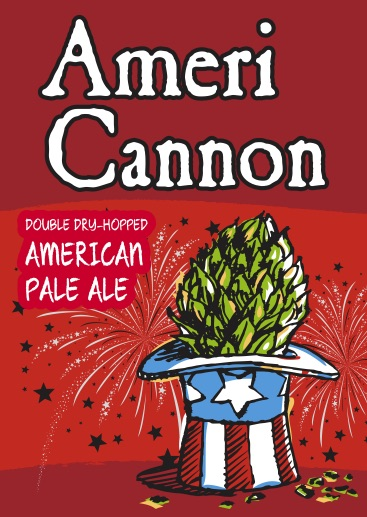 Ameri
Cannon
DOUBLE DRY-HOPPED
AMERICAN
PALE ALE